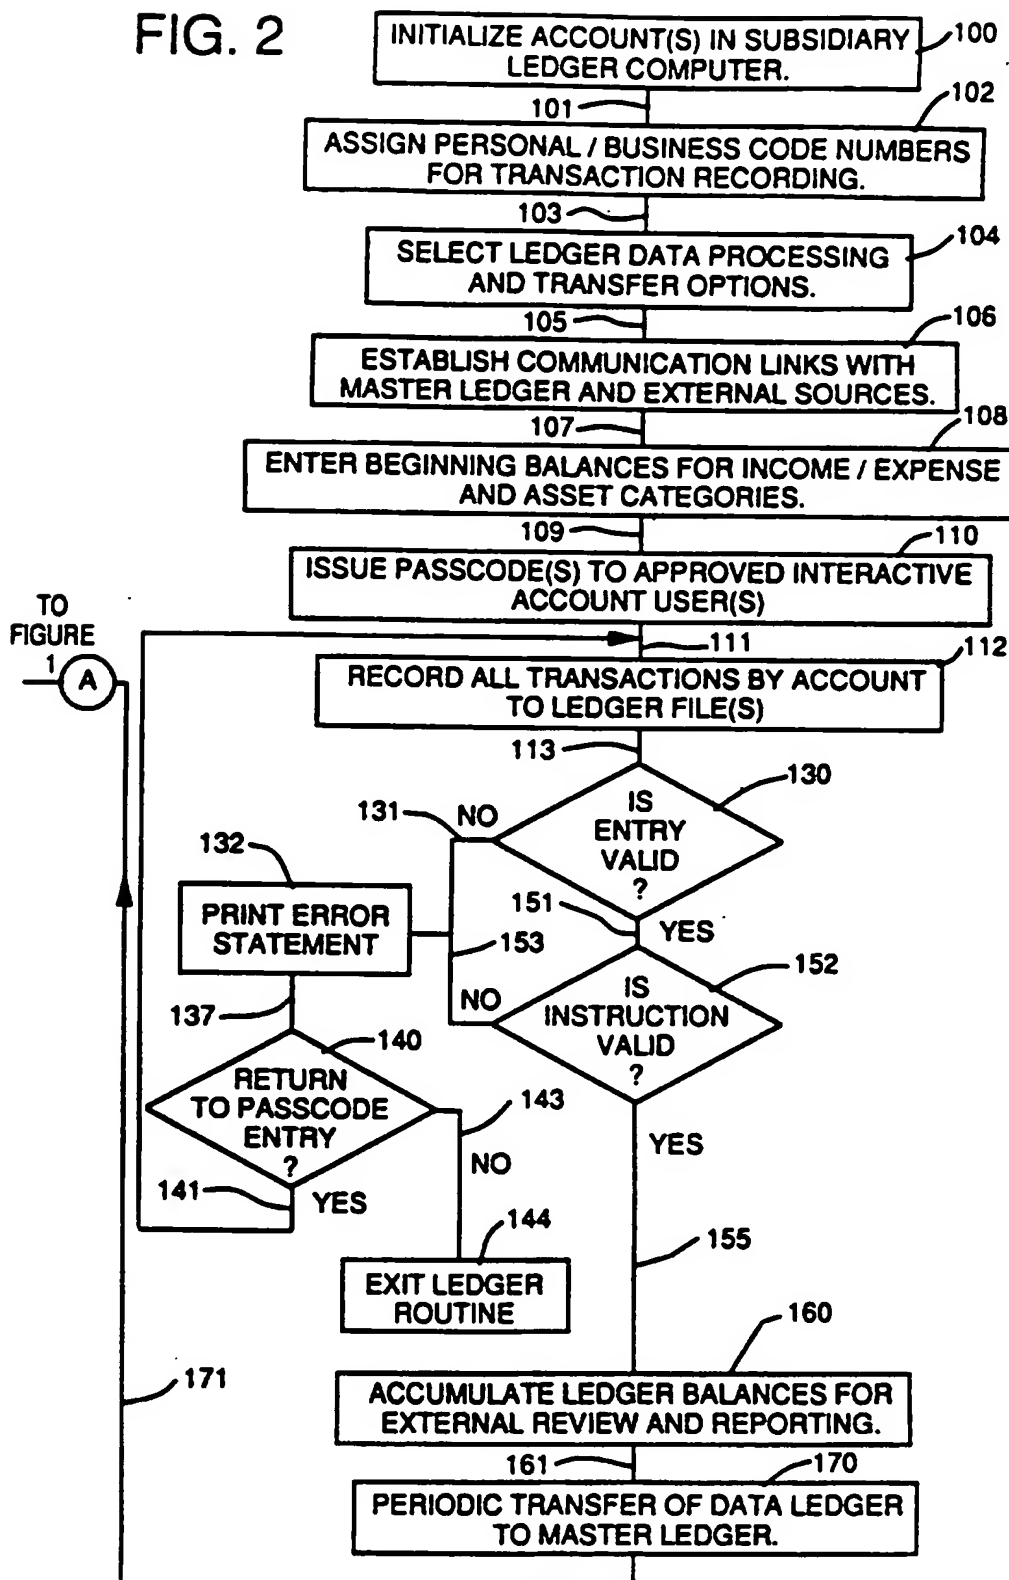 FIG. 2
INITIALIZE ACCOUNT(S) IN SUBSIDIARY
LEDGER COMPUTER.
100
101
102
ASSIGN PERSONAL / BUSINESS CODE NUMBERS
FOR TRANSACTION RECORDING.
103
104
SELECT LEDGER DATA PROCESSING
AND TRANSFER OPTIONS.
105
106
ESTABLISH COMMUNICATION LINKS WITH
MASTER LEDGER AND EXTERNAL SOURCES.
107
108
ENTER BEGINNING BALANCES FOR INCOME / EXPENSE
AND ASSET CATEGORIES.
109
110
ISSUE PASSCODE(S) TO APPROVED INTERACTIVE
ACCOUNT USER(S)
TO
FIGURE
1
A
111
112
RECORD ALL TRANSACTIONS BY ACCOUNT
TO LEDGER FILE(S)
113
130
IS
ENTRY
VALID
?
131
NO
132
PRINT ERROR
STATEMENT
151
YES
153
152
IS
INSTRUCTION
VALID
?
NO
137
140
RETURN
TO PASSCODE
ENTRY
?
143
NO
141
YES
YES
144
EXIT LEDGER
ROUTINE
155
160
ACCUMULATE LEDGER BALANCES FOR
EXTERNAL REVIEW AND REPORTING.
171
161
170
PERIODIC TRANSFER OF DATA LEDGER
TO MASTER LEDGER.